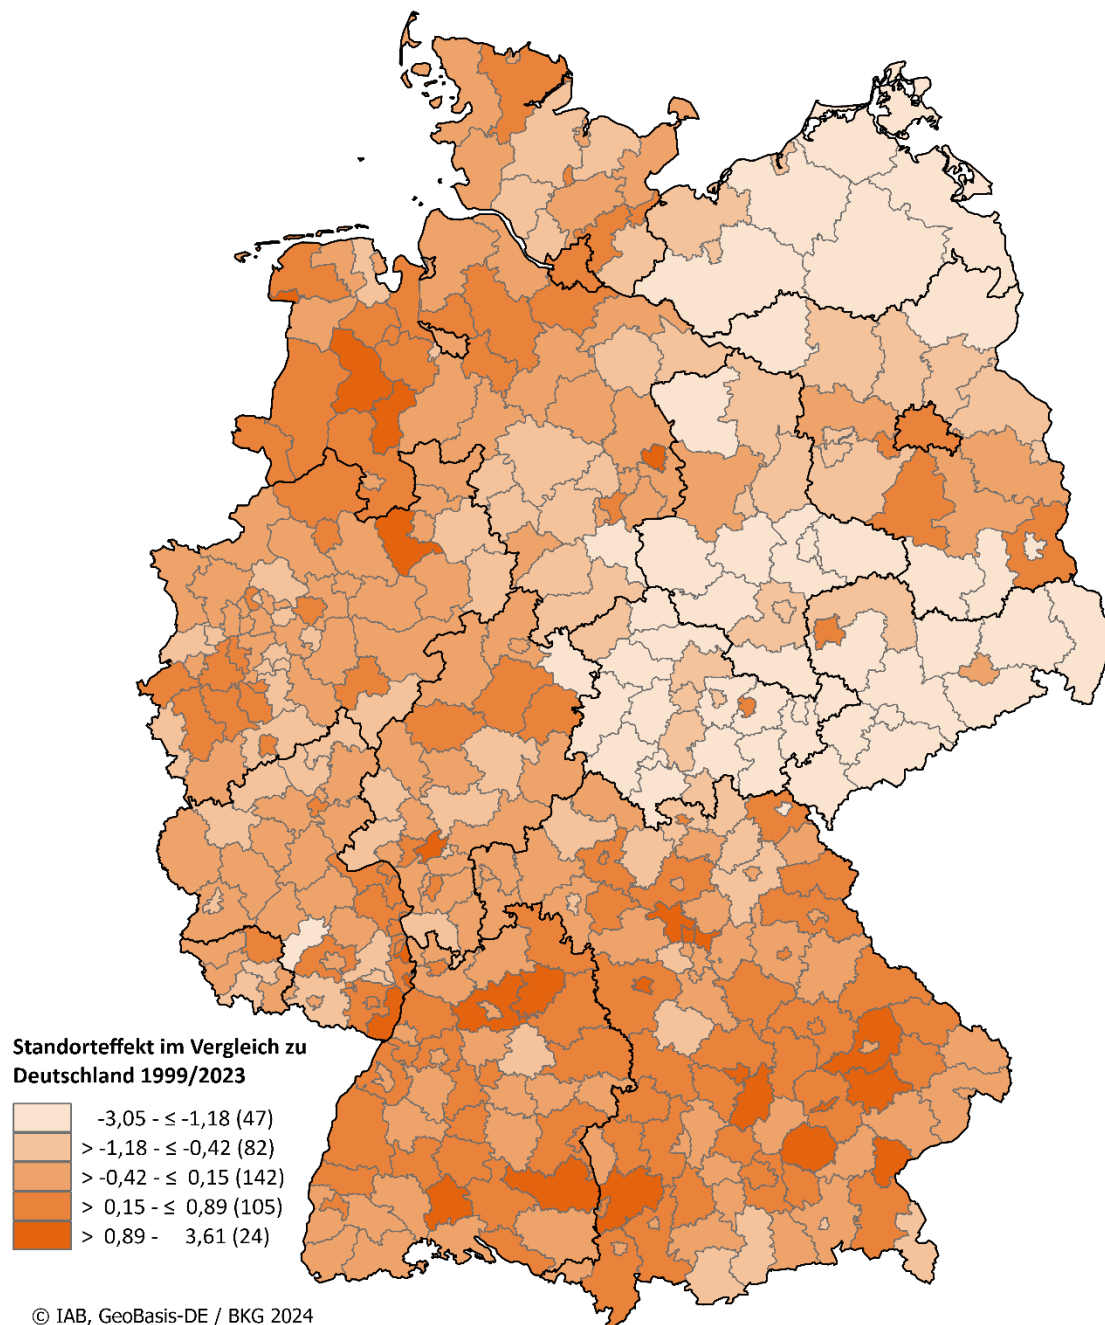 Standorteffekt im Vergleich zu
Deutschland 1999/2023
-3,05 - ≤ -1,18 (47)
> -1,18 - ≤ -0,42 (82)
> -0,42 - ≤ 0,15 (142)
> 0,15 - ≤ 0,89 (105)
> 0,89 - 3,61 (24)
© IAB, GeoBasis-DE / BKG 2024